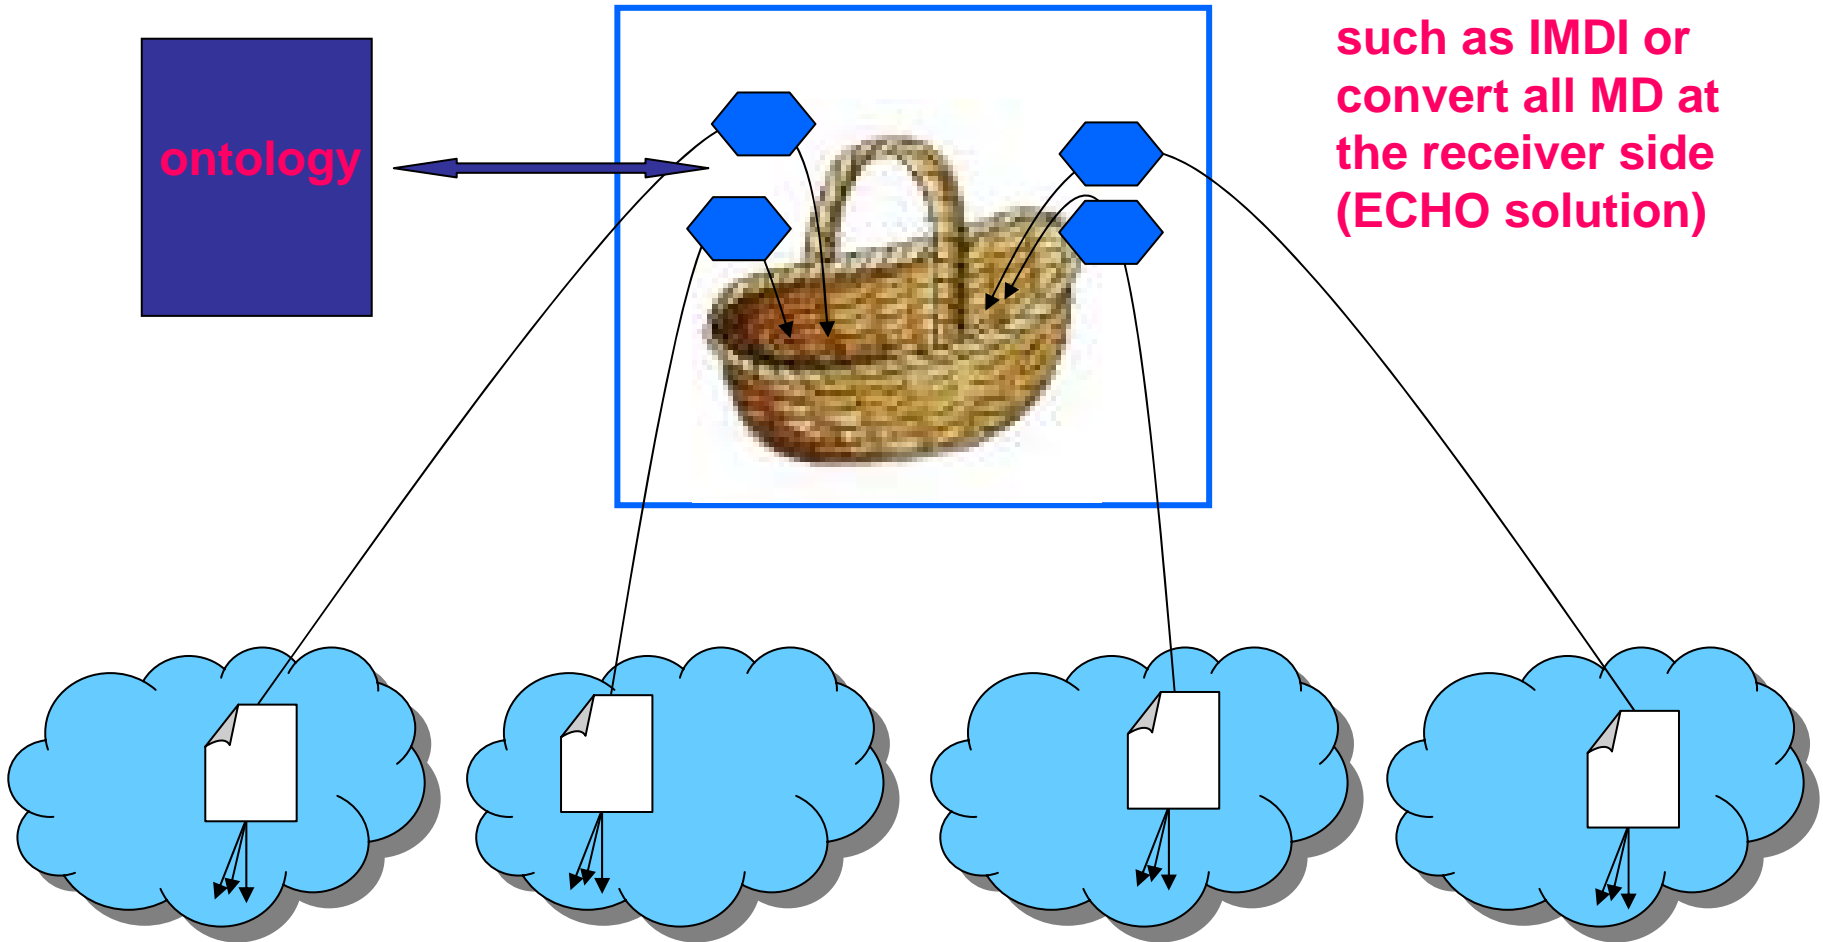 ontology
such as IMDI or
convert all MD at
the receiver side
(ECHO solution)